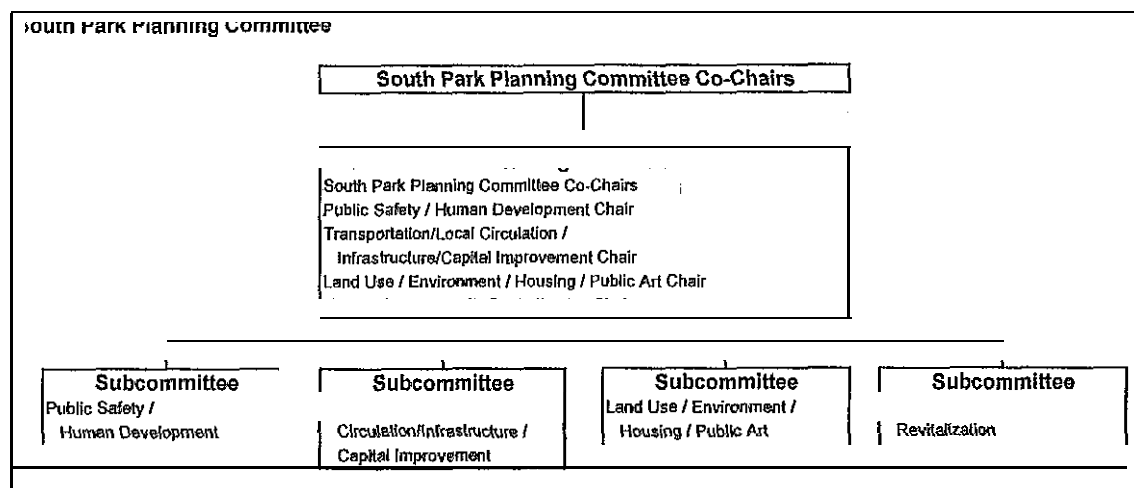 South Park Planning Committee
South Park Planning Committee Co-Chairs
South Park Planning Committee Co-Chairs
Public Safety / Human Development Chair
Transportation/Local Circulation /
Infrastructure/Capital Improvement Chair
Land Use / Environment / Housing / Public Art Chair
Subcommittee
Public Safety /
Human Development
Subcommittee
Circulation/Infrastructure /
Capital Improvement
Subcommittee
Land Use / Environment /
Housing / Public Art
Subcommittee
Revitalization